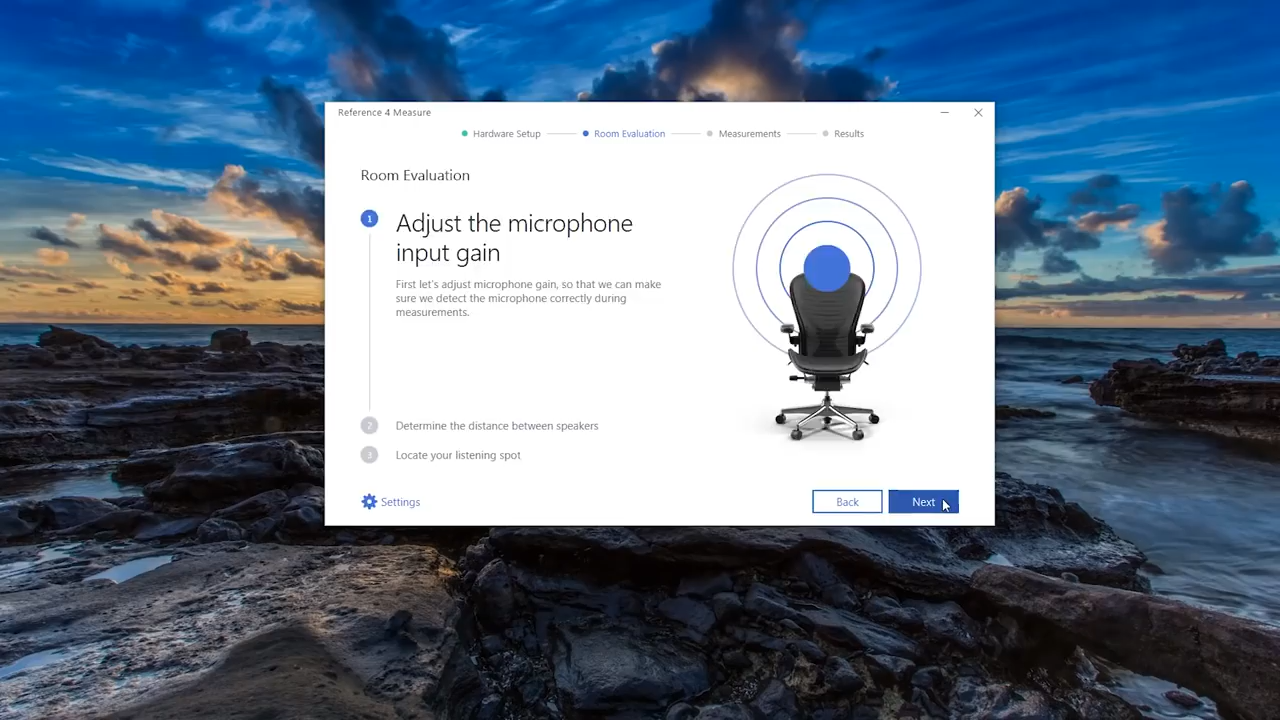 Reference 4 Measure
Hardware Setup
Room Evaluation
Measurements
Results
Room Evaluation
1
Adjust the microphone
input gain
First let's adjust microphone gain, so that we can make
sure we detect the microphone correctly during
measurements.
2 Determine the distance between speakers
3 Locate your listening spot
Settings
Back
Next